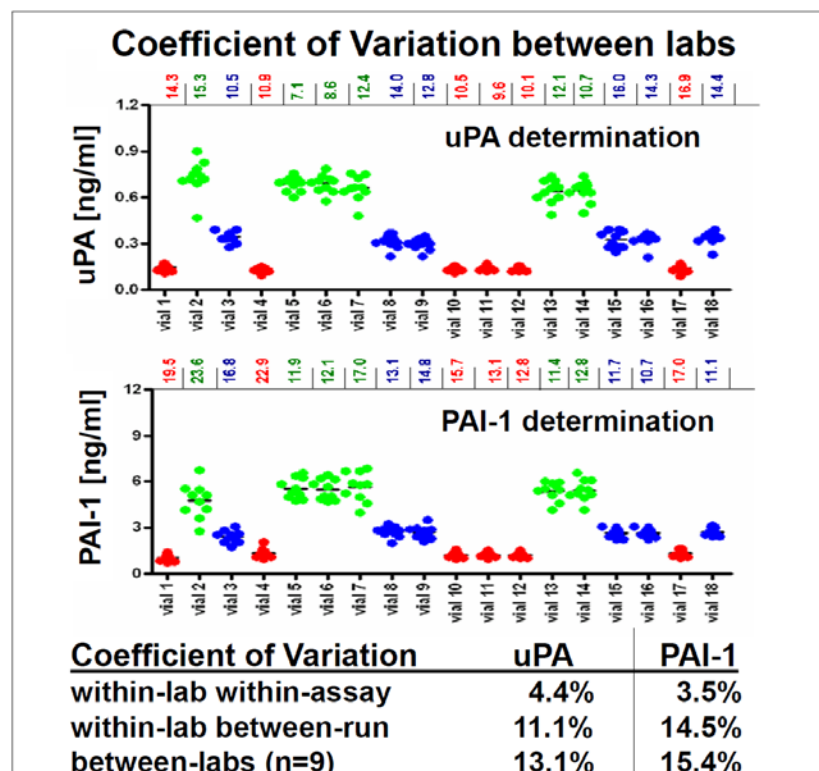 Coefficient of Variation between labs
14.3 15.3 10.5 10.9 7.1 8.6 12.4 14.0 12.8 10.5 9.6 10.1 12.1 10.7 16.0 14.3 16.9 14.4
uPA determination
uPA [ng/ml]
1.2
0.9
0.6
0.3
0.0
vial 1 vial 2 vial 3 vial 4 vial 5 vial 6 vial 7 vial 8 vial 9 vial 10 vial 11 vial 12 vial 13 vial 14 vial 15 vial 16 vial 17 vial 18
19.5 23.6 16.8 22.9 11.9 12.1 17.0 13.1 14.8 15.7 13.1 12.8 11.4 12.8 11.7 10.7 17.0 11.1
PAI-1 determination
PAI-1 [ng/ml]
12
9
6
3
0
vial 1 vial 2 vial 3 vial 4 vial 5 vial 6 vial 7 vial 8 vial 9 vial 10 vial 11 vial 12 vial 13 vial 14 vial 15 vial 16 vial 17 vial 18
Coefficient of Variation uPA PAI-1
within-lab within-assay 4.4% 3.5%
within-lab between-run 11.1% 14.5%
between-labs (n=9) 13.1% 15.4%